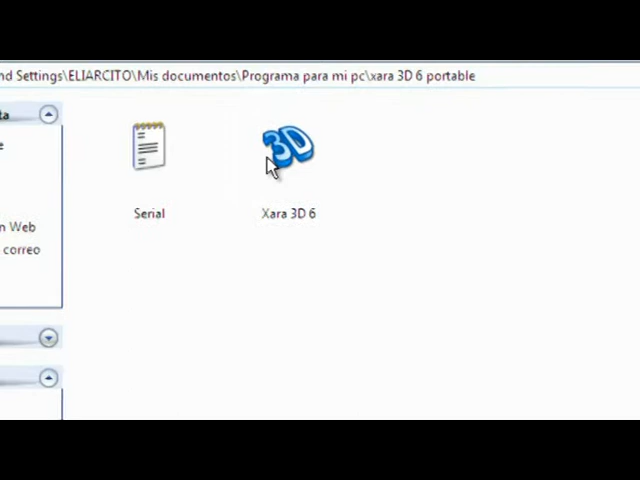 nd Settings\ELIARCITO\Mis documentos\Programa para mi pc\xara 3D 6 portable
ta
e
3D
Serial
Xara 3D 6
n Web
correo